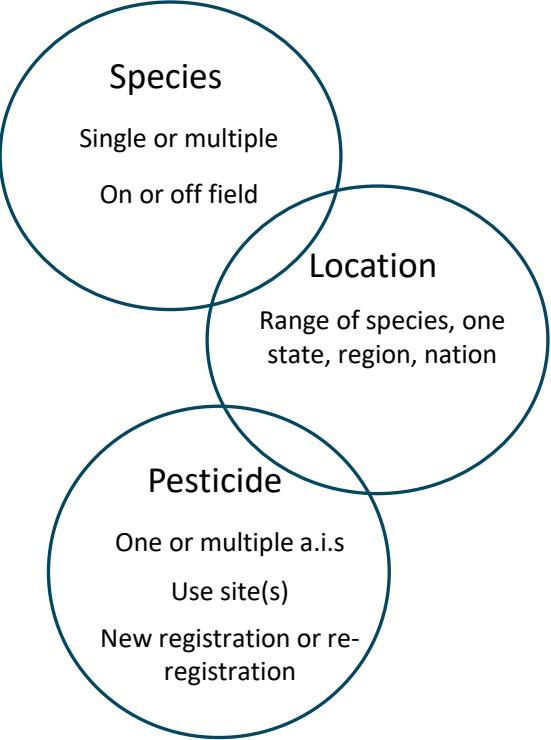 Species
Single or multiple
On or off field
Location
Range of species, one
state, region, nation
Pesticide
One or multiple a.i.s
Use site(s)
New registration or re-
registration